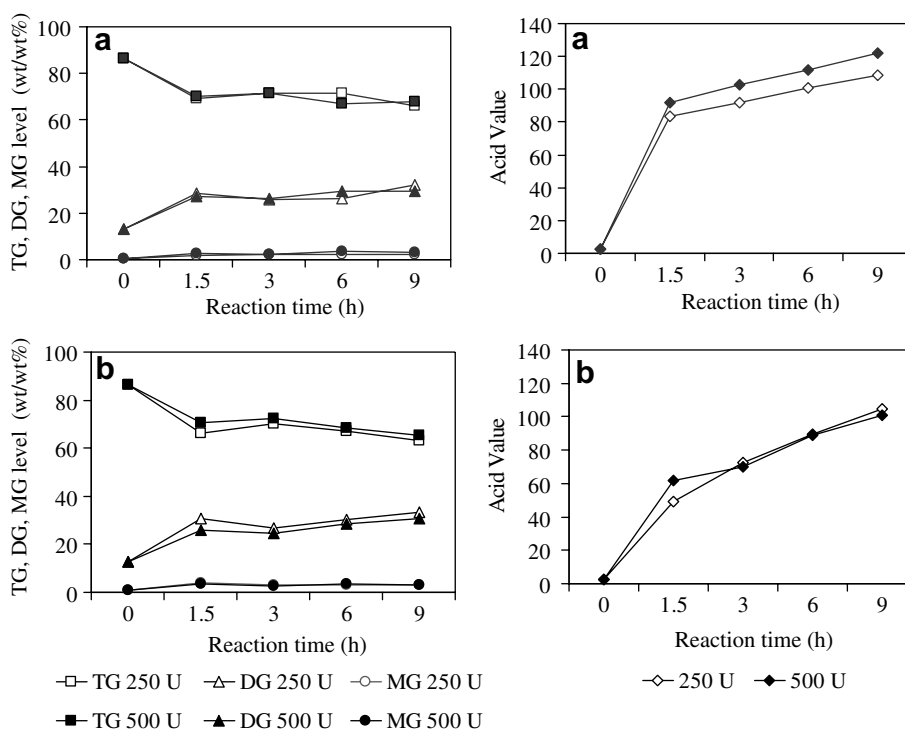 a
TG, DG, MG level (wt/wt%)
100
80
60
40
20
0
0 1.5 3 6 9
Reaction time (h)
a
Acid Value
140
120
100
80
60
40
20
0
0 1.5 3 6 9
Reaction time (h)
b
TG, DG, MG level (wt/wt%)
100
80
60
40
20
0
0 1.5 3 6 9
Reaction time (h)
b
Acid Value
140
120
100
80
60
40
20
0
0 1.5 3 6 9
Reaction time (h)
TG 250 U DG 250 U MG 250 U
TG 500 U DG 500 U MG 500 U
250 U 500 U